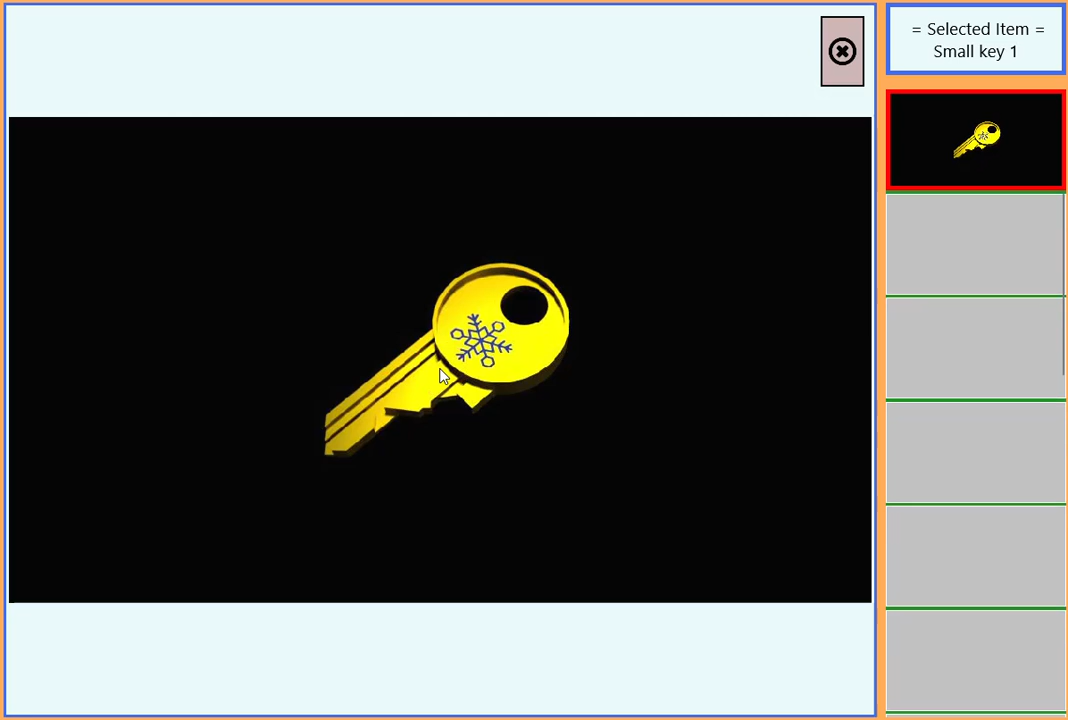 = Selected Item =
Small key 1